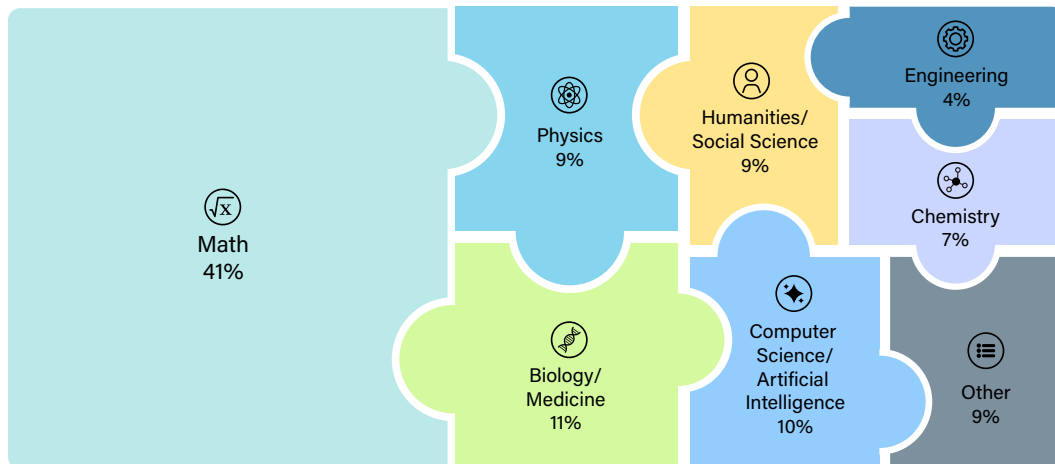 √x
Math
41%
Physics
9%
Biology/
Medicine
11%
Humanities/
Social Science
9%
Computer
Science/
Artificial
Intelligence
10%
Engineering
4%
Chemistry
7%
Other
9%